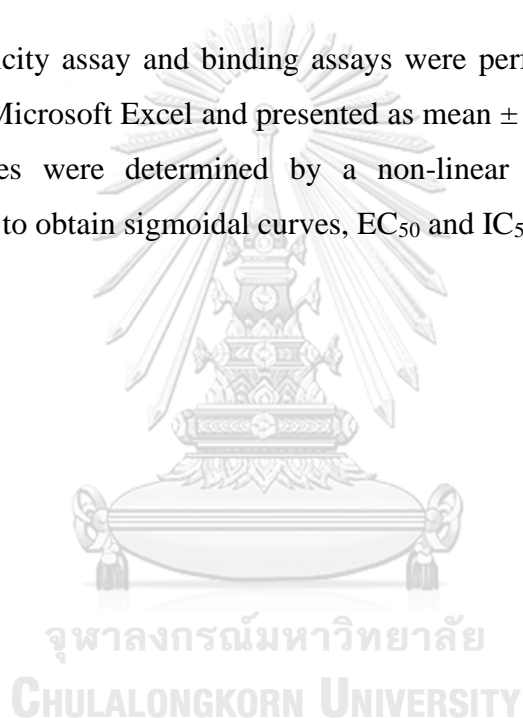 icity assay and binding assays were perf
Microsoft Excel and presented as mean ±
es were determined by a non-linear
to obtain sigmoidal curves, EC50 and IC5
จุฬาลงกรณ์มหาวิทยาลัย
CHULALONGKORN UNIVERSITY